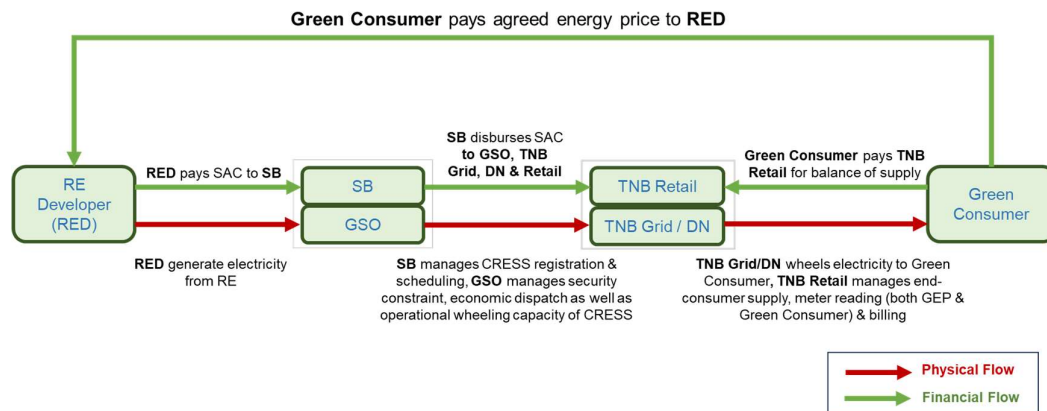 Green Consumer pays agreed energy price to RED
RE
Developer
(RED)
RED pays SAC to SB
SB
GSO
SB disburses SAC
to GSO, TNB
Grid, DN & Retail
TNB Retail
TNB Grid / DN
Green Consumer pays TNB
Retail for balance of supply
Green
Consumer
RED generate electricity
from RE
SB manages CRESS registration &
scheduling, GSO manages security
constraint, economic dispatch as well as
operational wheeling capacity of CRESS
TNB Grid/DN wheels electricity to Green
Consumer, TNB Retail manages end-
consumer supply, meter reading (both GEP &
Green Consumer) & billing
Physical Flow
Financial Flow